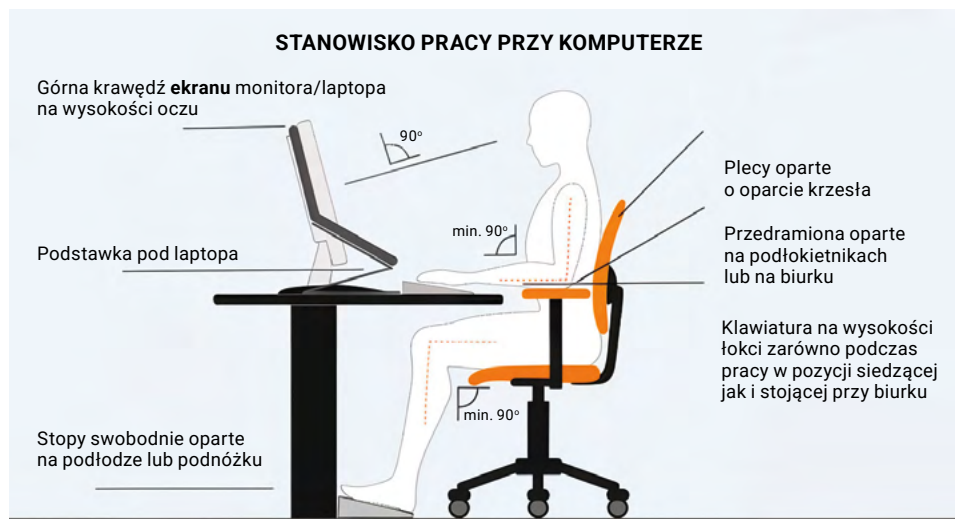 STANOWISKO PRACY PRZY KOMPUTERZE
Górna krawędź ekranu monitora/laptopa
na wysokości oczu
90°
Plecy oparte
o oparcie krzesła
min. 90°
Przedramiona oparte
na podłokietnikach
lub na biurku
Podstawka pod laptopa
Klawiatura na wysokości
łokci zarówno podczas
pracy w pozycji siedzącej
jak i stojącej przy biurku
min. 90°
Stopy swobodnie oparte
na podłodze lub podnóżku